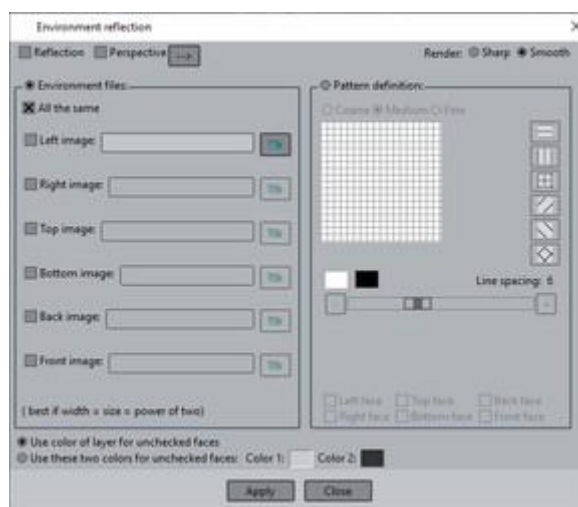 Environment reflection
Reflection Perspective --> Render: Sharp Smooth
Environment files:
All the same
Left image:
Right image:
Top image:
Bottom image:
Back image:
Front image:
( best if width = size = power of two)
Pattern definition:
Coarse Medium Fine
Line spacing: 6
Left face Top face Back face
Right face Bottom face Front face
Use color of layer for unchecked faces
Use these two colors for unchecked faces: Color 1: Color 2:
Apply Close